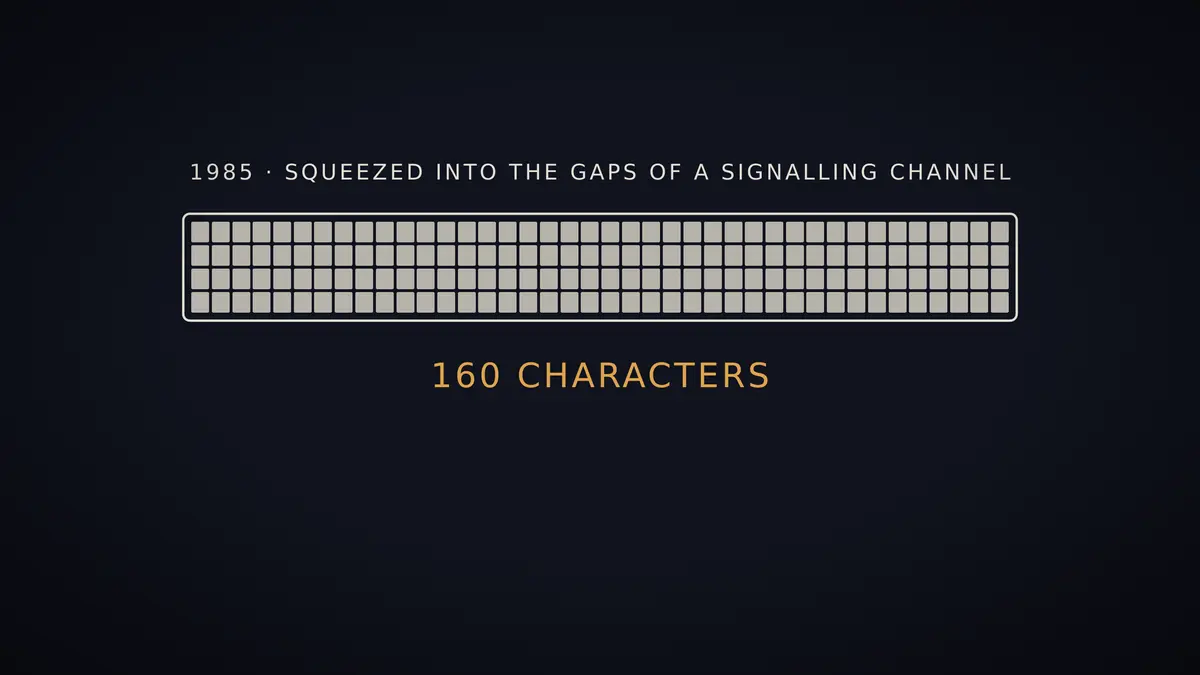 1985 · SQUEEZED INTO THE GAPS OF A SIGNALLING CHANNEL
160 CHARACTERS